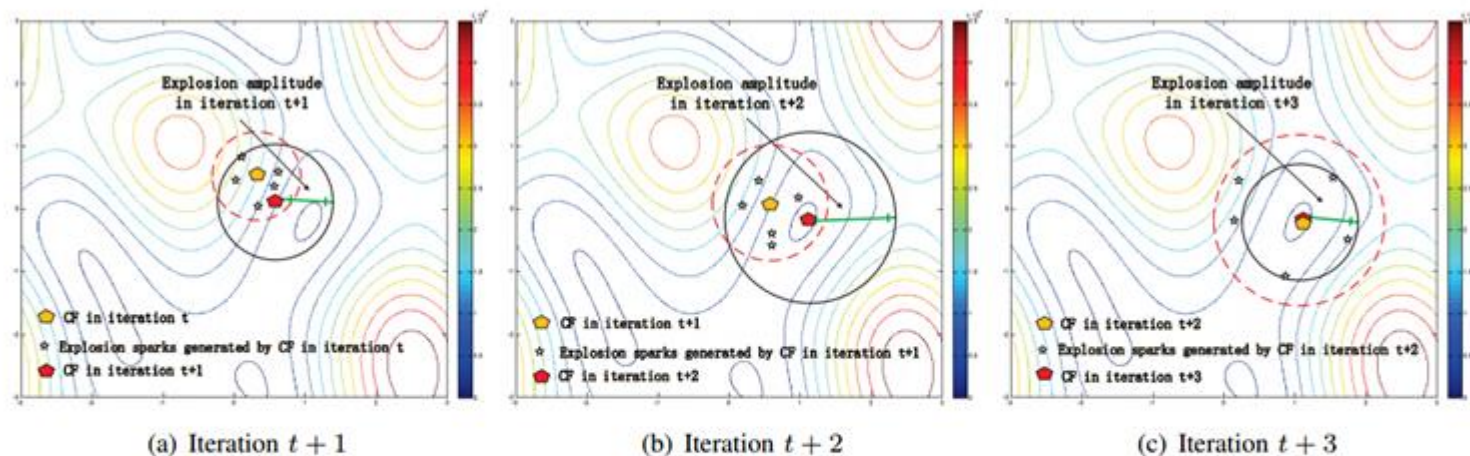 Explosion amplitude
in iteration t+1
CF in iteration t
Explosion sparks generated by CF in iteration t
CF in iteration t+1
(a) Iteration t + 1
Explosion amplitude
in iteration t+2
CF in iteration t+1
Explosion sparks generated by CF in iteration t+1
CF in iteration t+2
(b) Iteration t + 2
Explosion amplitude
in iteration t+3
CF in iteration t+2
Explosion sparks generated by CF in iteration t+2
CF in iteration t+3
(c) Iteration t + 3